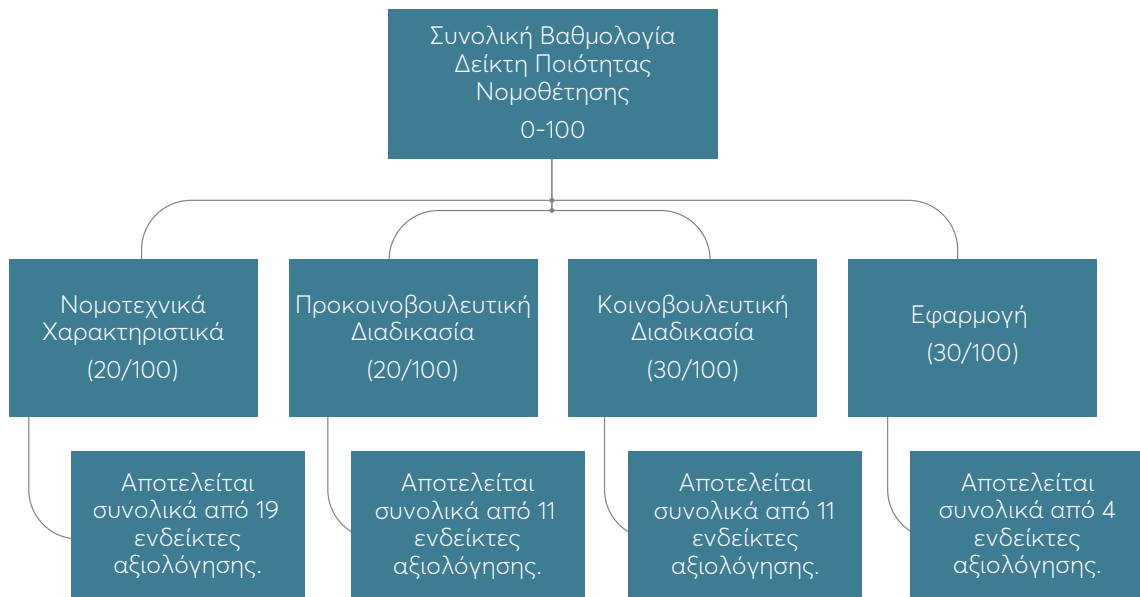 Συνολική Βαθμολογία
Δείκτη Ποιότητας
Νομοθέτησης
0-100
Νομοτεχνικά
Χαρακτηριστικά
(20/100)
Προκοινοβουλευτική
Διαδικασία
(20/100)
Κοινοβουλευτική
Διαδικασία
(30/100)
Εφαρμογή
(30/100)
Αποτελείται
συνολικά από 19
ενδείκτες
αξιολόγησης.
Αποτελείται
συνολικά από 11
ενδείκτες
αξιολόγησης.
Αποτελείται
συνολικά από 11
ενδείκτες
αξιολόγησης.
Αποτελείται
συνολικά από 4
ενδείκτες
αξιολόγησης.